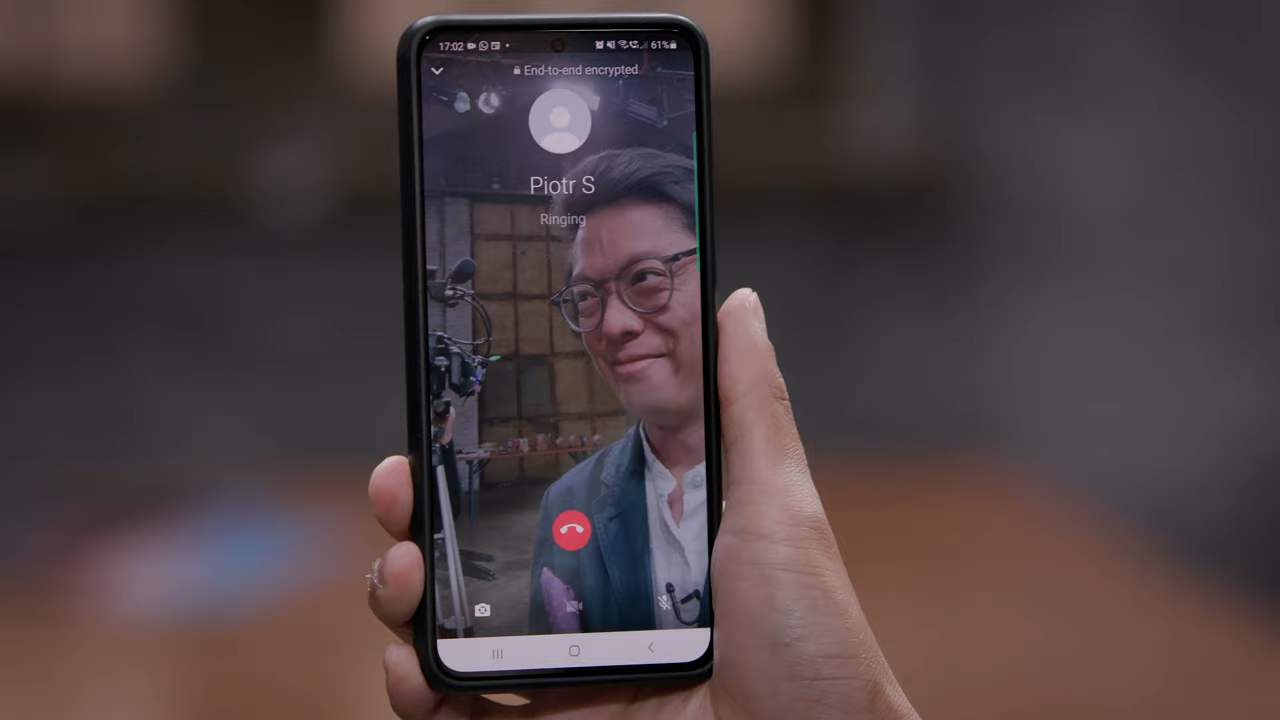 17:02 61%
End-to-end encrypted
Piotr S
Ringing